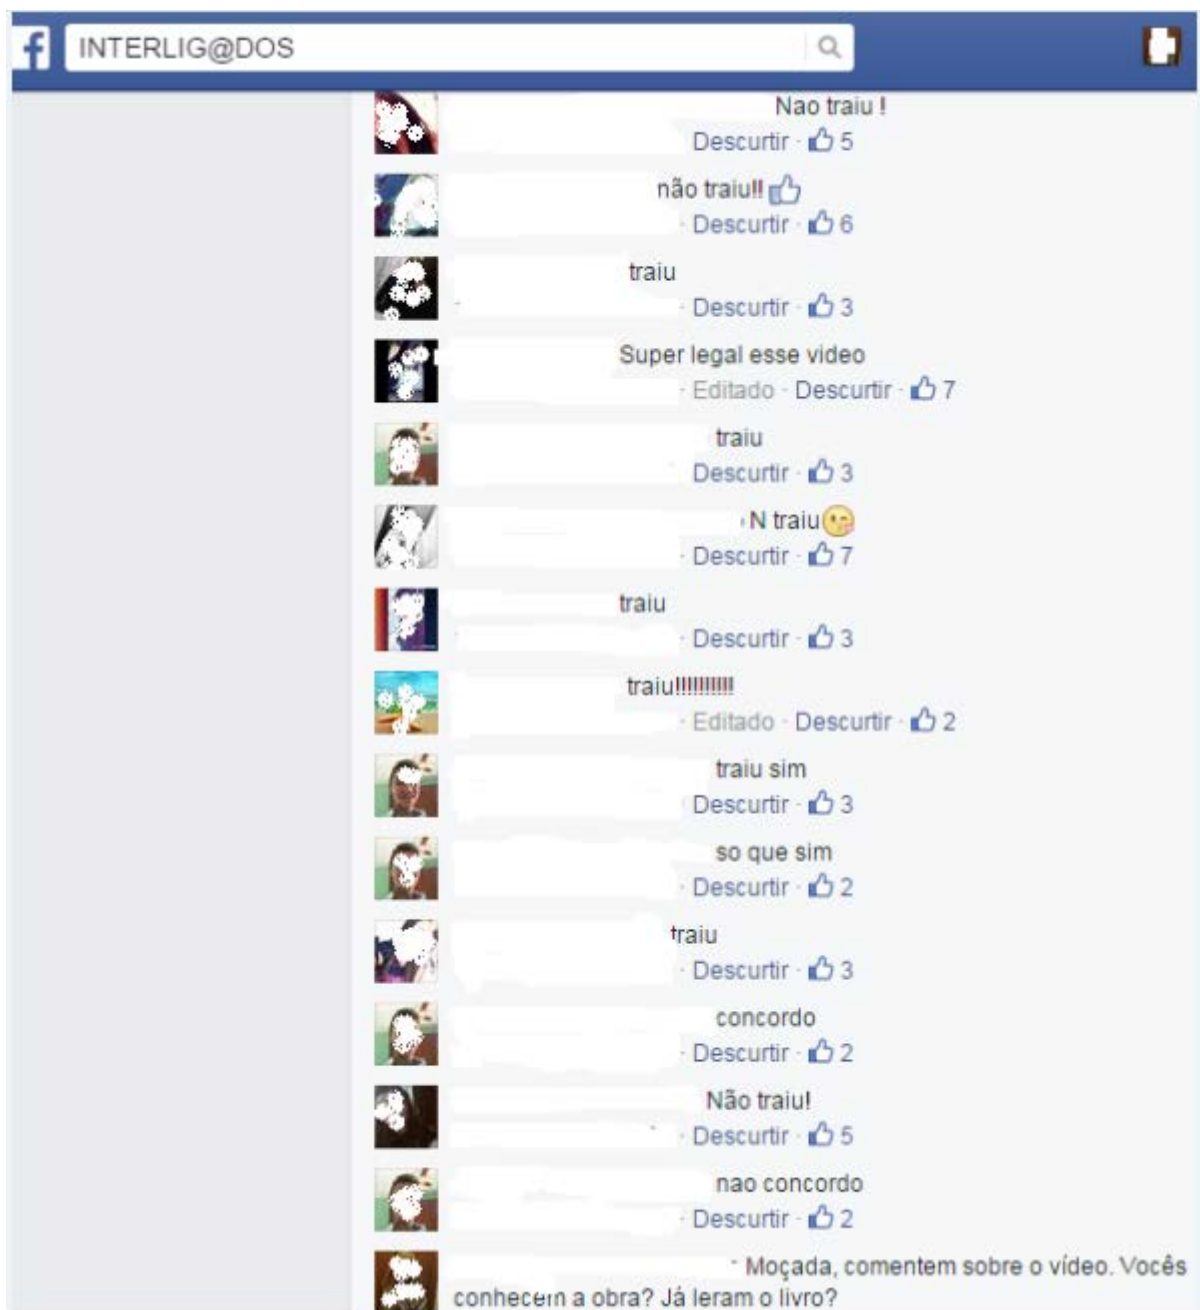 f INTERLIG@DOS
Nao traiu !
Descurtir · 5
não traiu!!
· Descurtir · 6
traiu
· Descurtir · 3
Super legal esse video
· Editado · Descurtir · 7
traiu
Descurtir · 3
N traiu
· Descurtir · 7
traiu
· Descurtir · 3
traiu!!!!!!!!!!
· Editado · Descurtir · 2
traiu sim
Descurtir · 3
so que sim
· Descurtir · 2
traiu
· Descurtir · 3
concordo
· Descurtir · 2
Não traiu!
· Descurtir · 5
nao concordo
· Descurtir · 2
Moçada, comentem sobre o vídeo. Vocês
conhecem a obra? Já leram o livro?